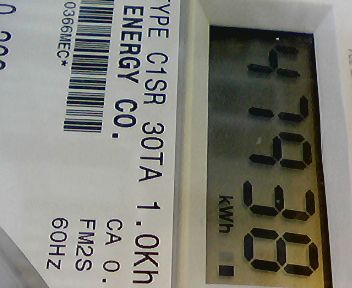 TYPE C1SR 30TA 1.0Kh
CA 0.
ENERGY CO.
FM2S
60HZ
0366MEC*
47938
kWh